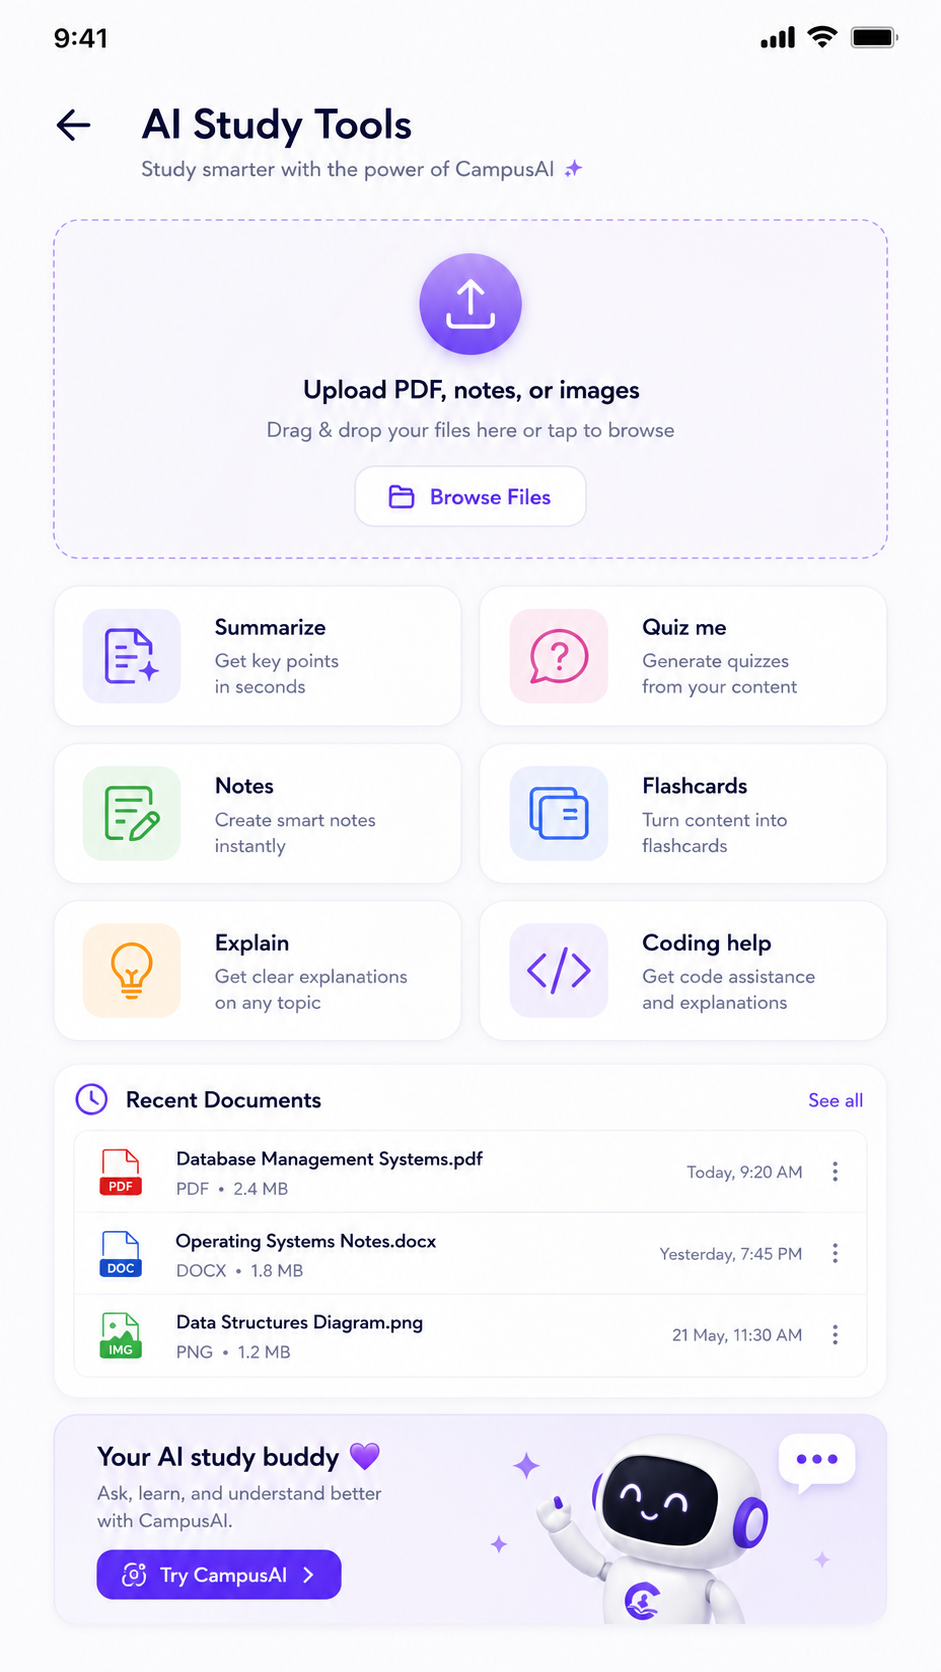 9:41
AI Study Tools
Study smarter with the power of CampusAI
Upload PDF, notes, or images
Drag & drop your files here or tap to browse
Browse Files
Summarize
Get key points
in seconds
Quiz me
Generate quizzes
from your content
Notes
Create smart notes
instantly
Flashcards
Turn content into
flashcards
Explain
Get clear explanations
on any topic
Coding help
Get code assistance
and explanations
Recent Documents
See all
Database Management Systems.pdf
PDF
PDF • 2.4 MB
Today, 9:20 AM
Operating Systems Notes.docx
DOC
DOCX • 1.8 MB
Yesterday, 7:45 PM
Data Structures Diagram.png
IMG
PNG • 1.2 MB
21 May, 11:30 AM
Your AI study buddy 💜
Ask, learn, and understand better
with CampusAI.
Try CampusAI